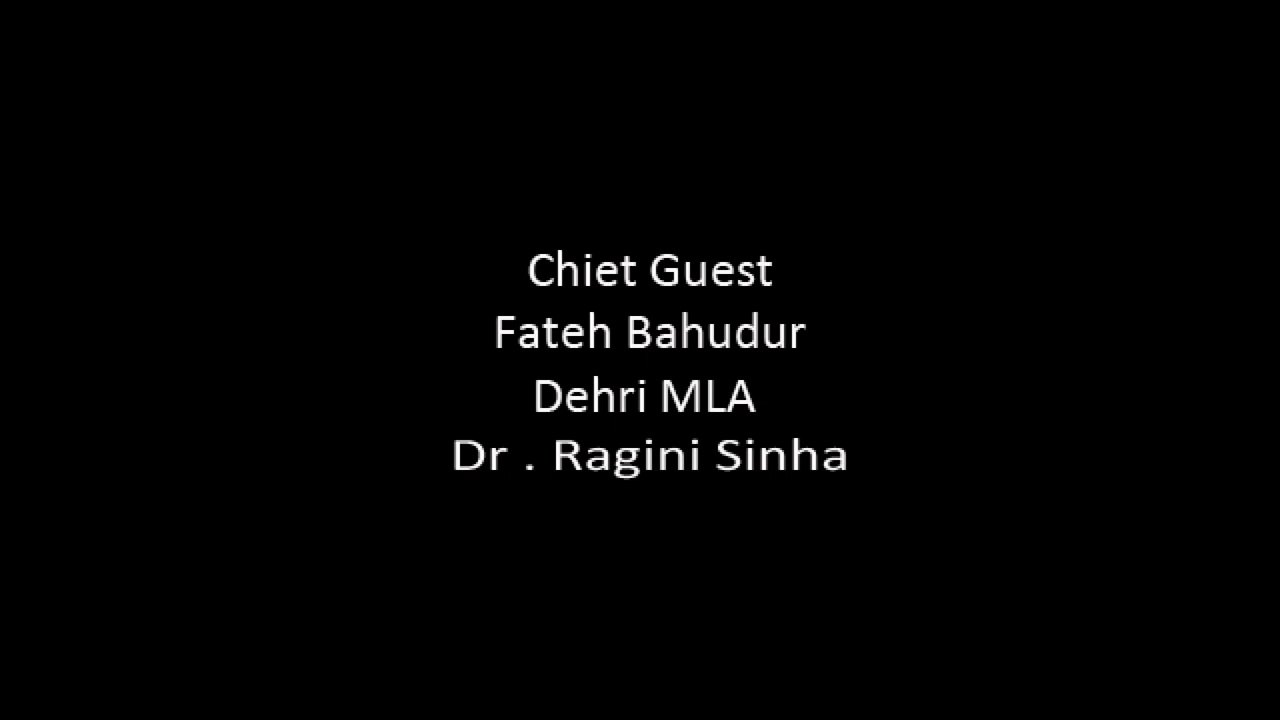 Chiet Guest
Fateh Bahudur
Dehri MLA
Dr . Ragini Sinha